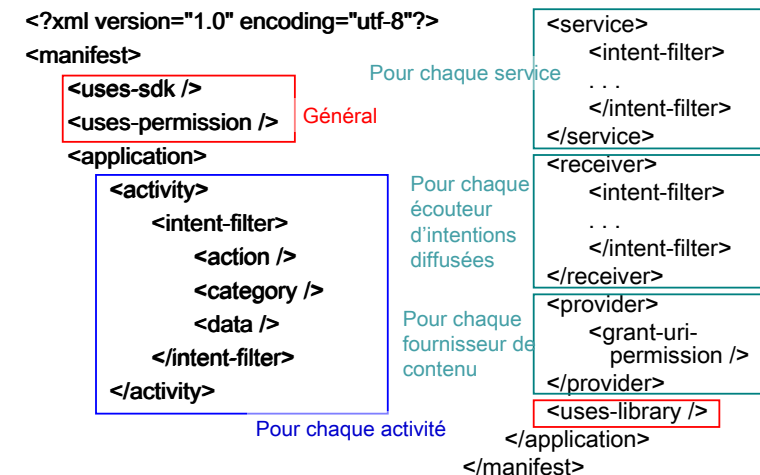 <?xml version="1.0" encoding="utf-8"?>
<manifest>
<uses-sdk />
<uses-permission />
Général
<application>
<activity>
<intent-filter>
<action />
<category />
<data />
</intent-filter>
</activity>
Pour chaque activité
Pour chaque service
<service>
<intent-filter>
. . .
</intent-filter>
</service>
Pour chaque
écouteur
d'intentions
diffusées
<receiver>
<intent-filter>
. . .
</intent-filter>
</receiver>
Pour chaque
fournisseur de
contenu
<provider>
<grant-uri-
permission />
</provider>
<uses-library />
</application>
</manifest>